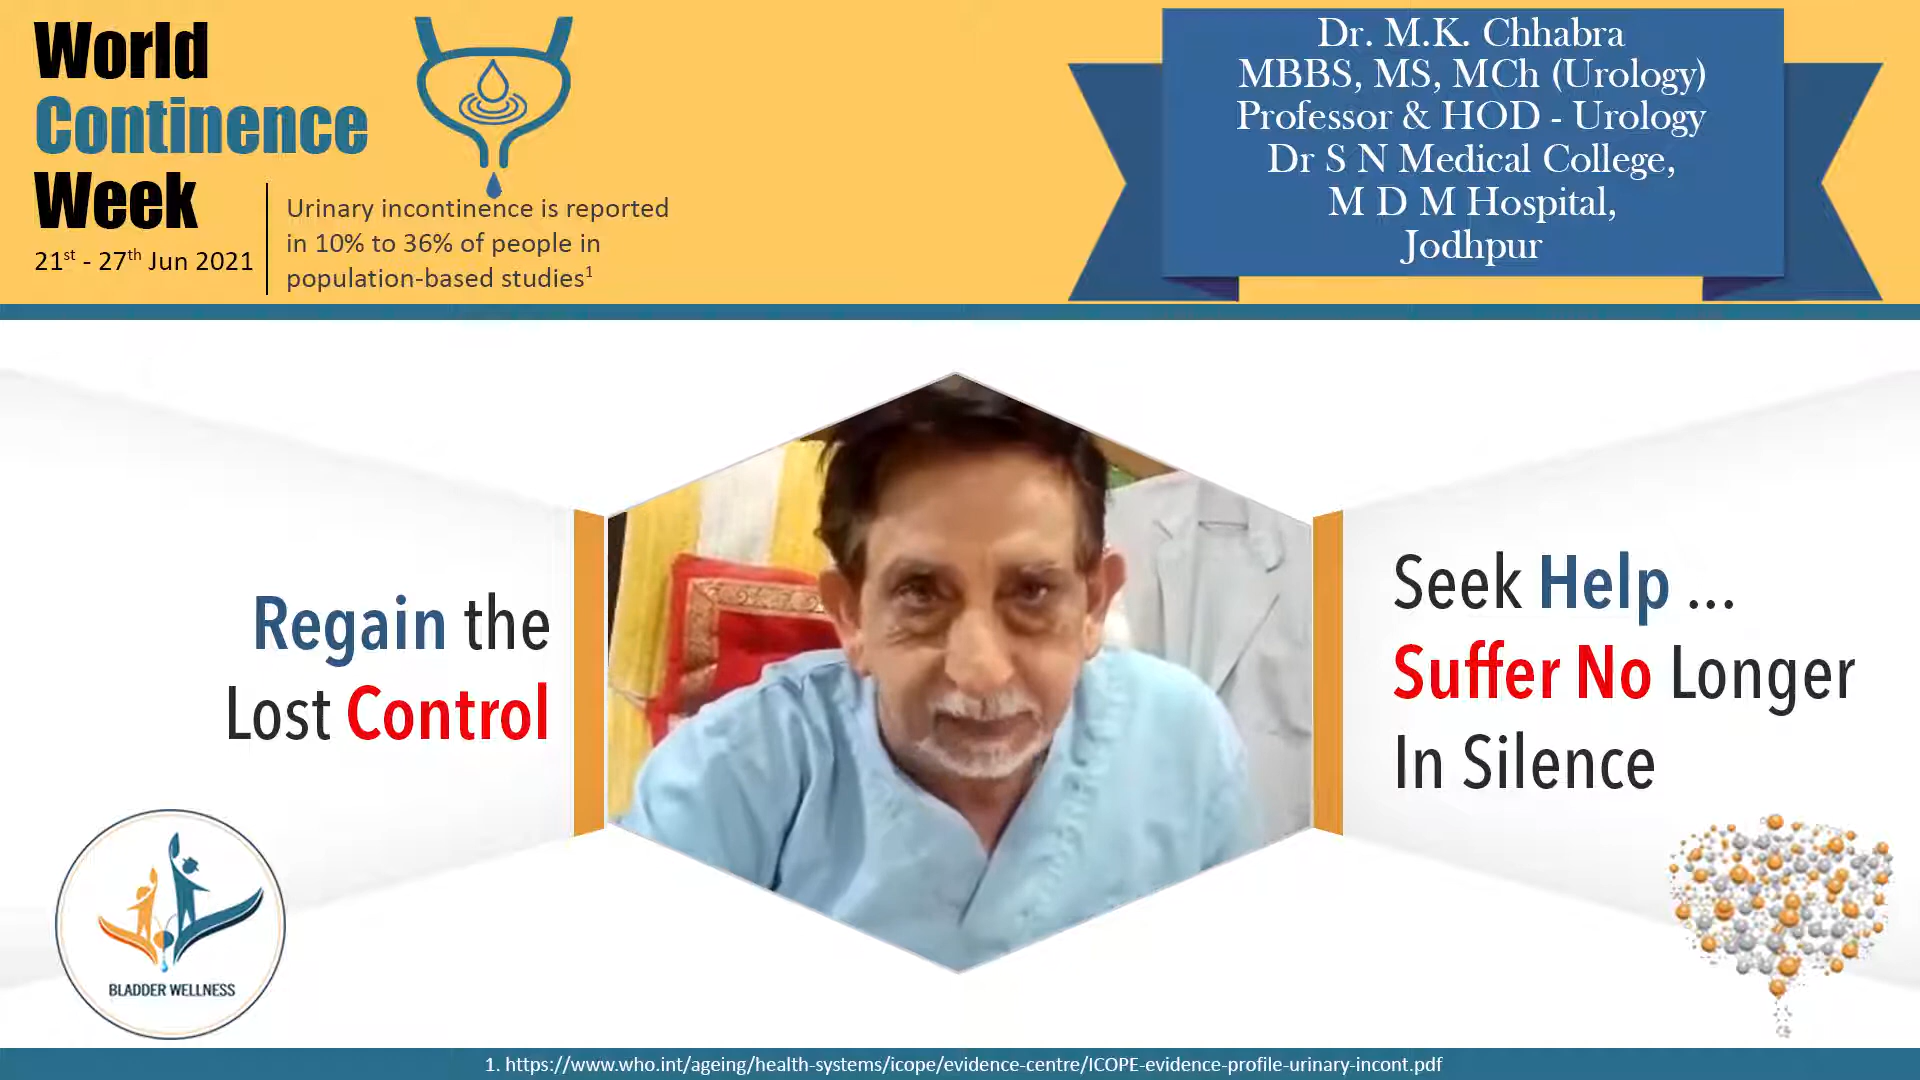 World
Continence
Week
21st - 27th Jun 2021
Urinary incontinence is reported
in 10% to 36% of people in
population-based studies1
Dr. M.K. Chhabra
MBBS, MS, MCh (Urology)
Professor & HOD - Urology
Dr S N Medical College,
M D M Hospital,
Jodhpur
Regain the
Lost Control
Seek Help ...
Suffer No Longer
In Silence
BLADDER WELLNESS
1. https://www.who.int/ageing/health-systems/icope/evidence-centre/ICOPE-evidence-profile-urinary-incont.pdf